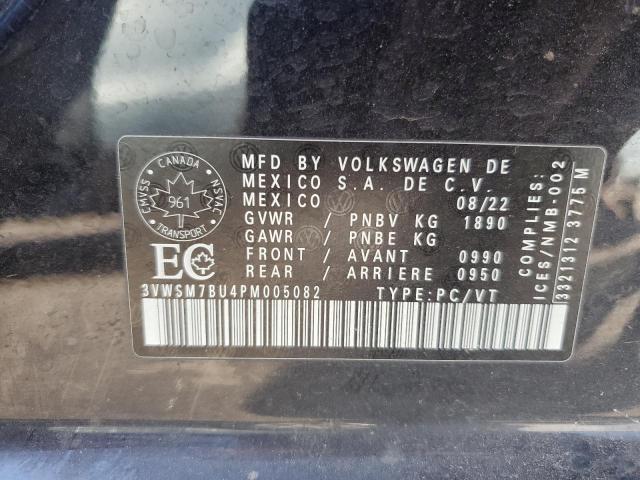 CANADA
CMVSS
NSVAC
961
TRANSPORT
EC
MFD BY VOLKSWAGEN DE
MEXICO S.A. DE C.V.
MEXICO 08/22
GVWR / PNBV KG 1890
GAWR / PNBE KG
FRONT / AVANT 0990
REAR / ARRIERE 0950
3VWSM7BU4PM005082 TYPE:PC/VT
COMPLIES:
ICES/NMB-002
3321312 3775M